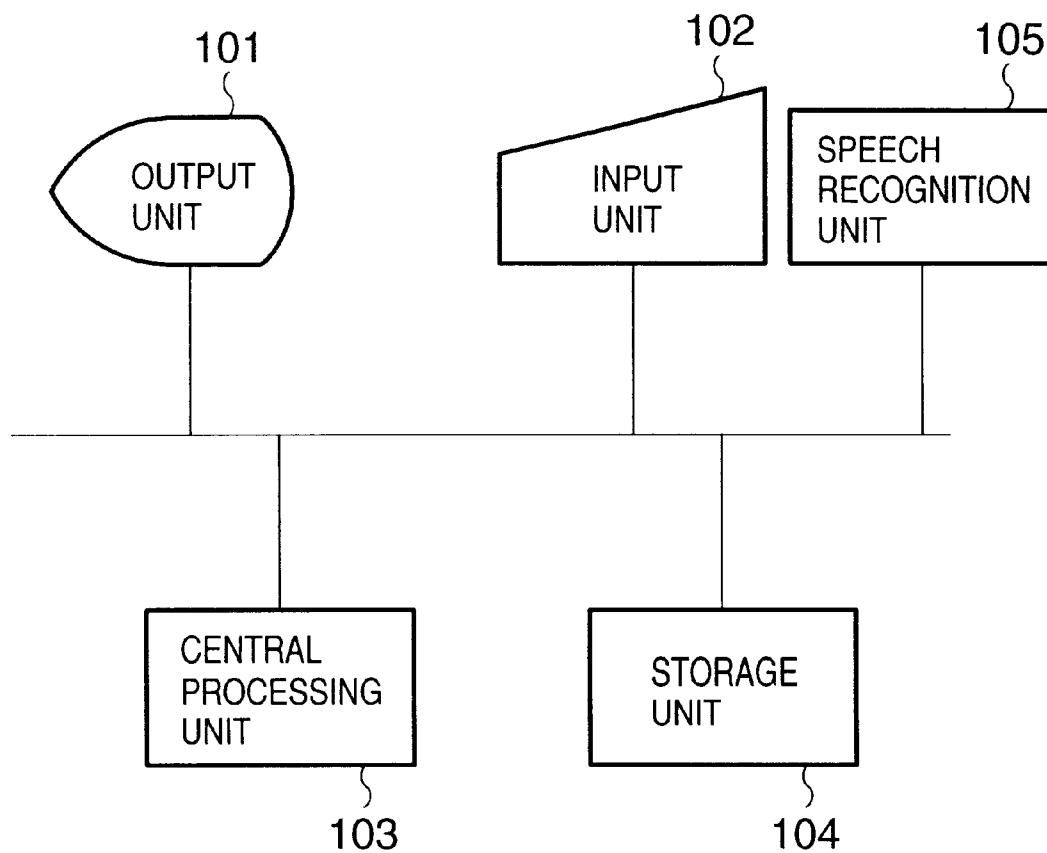 101
102
105
OUTPUT
UNIT
INPUT
UNIT
SPEECH
RECOGNITION
UNIT
CENTRAL
PROCESSING
UNIT
STORAGE
UNIT
103
104